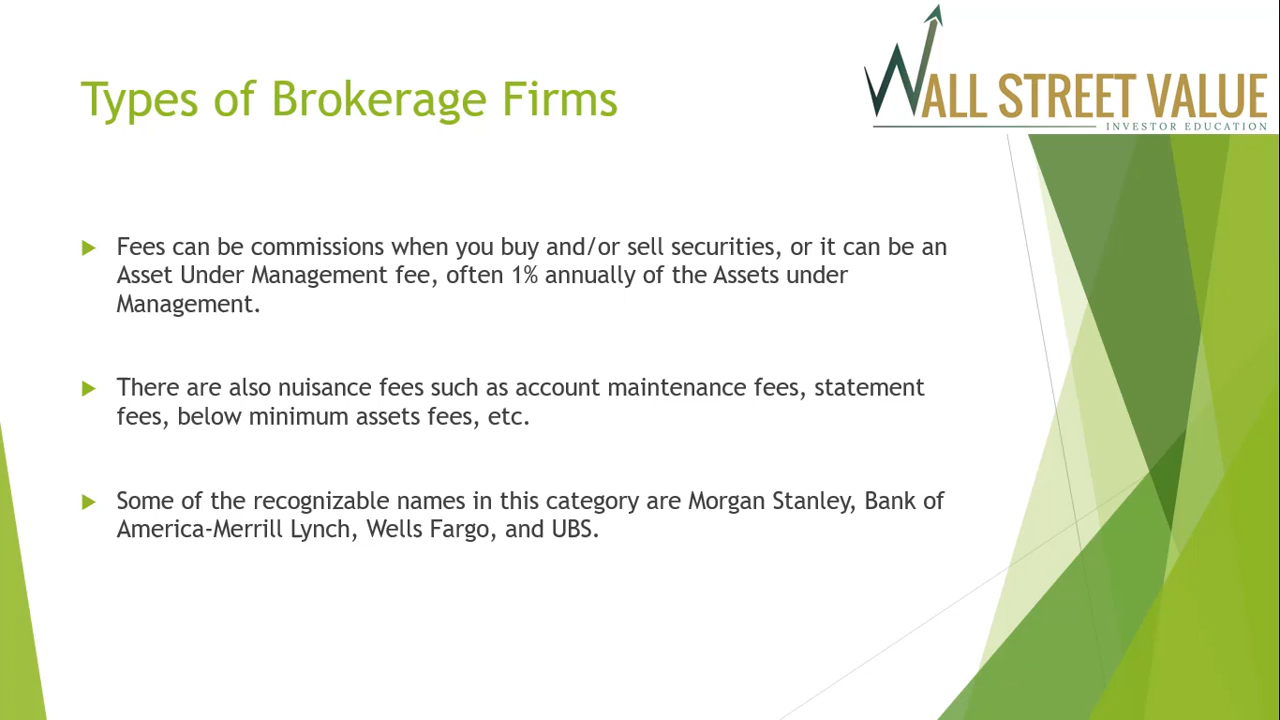 WALL STREET VALUE
INVESTOR EDUCATION
Types of Brokerage Firms
Fees can be commissions when you buy and/or sell securities, or it can be an
Asset Under Management fee, often 1% annually of the Assets under
Management.
There are also nuisance fees such as account maintenance fees, statement
fees, below minimum assets fees, etc.
Some of the recognizable names in this category are Morgan Stanley, Bank of
America-Merrill Lynch, Wells Fargo, and UBS.